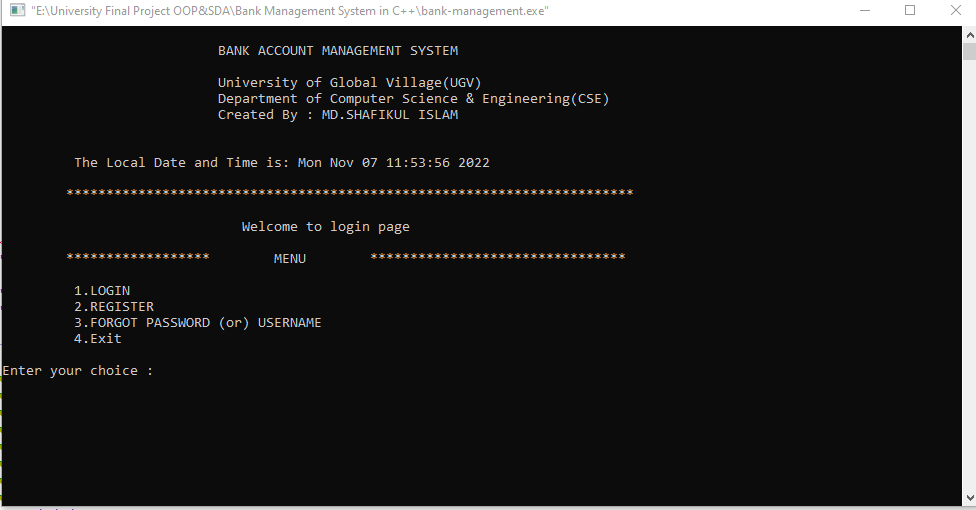 "E:\University Final Project OOP&SDA\Bank Management System in C++\bank-management.exe"
BANK ACCOUNT MANAGEMENT SYSTEM
University of Global Village(UGV)
Department of Computer Science & Engineering(CSE)
Created By : MD.SHAFIKUL ISLAM
The Local Date and Time is: Mon Nov 07 11:53:56 2022
***********************************************************************
Welcome to login page
****************** MENU ********************************
1.LOGIN
2.REGISTER
3.FORGOT PASSWORD (or) USERNAME
4.Exit
Enter your choice :